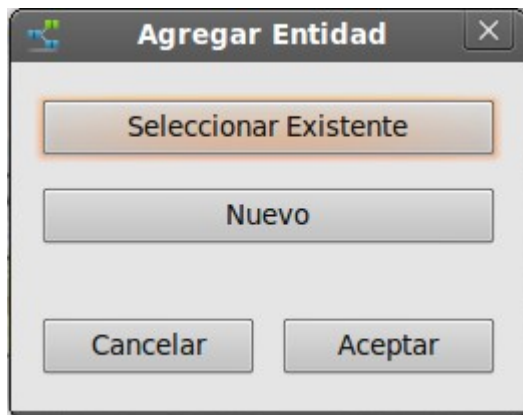 Agregar Entidad
Seleccionar Existente
Nuevo
Cancelar Aceptar